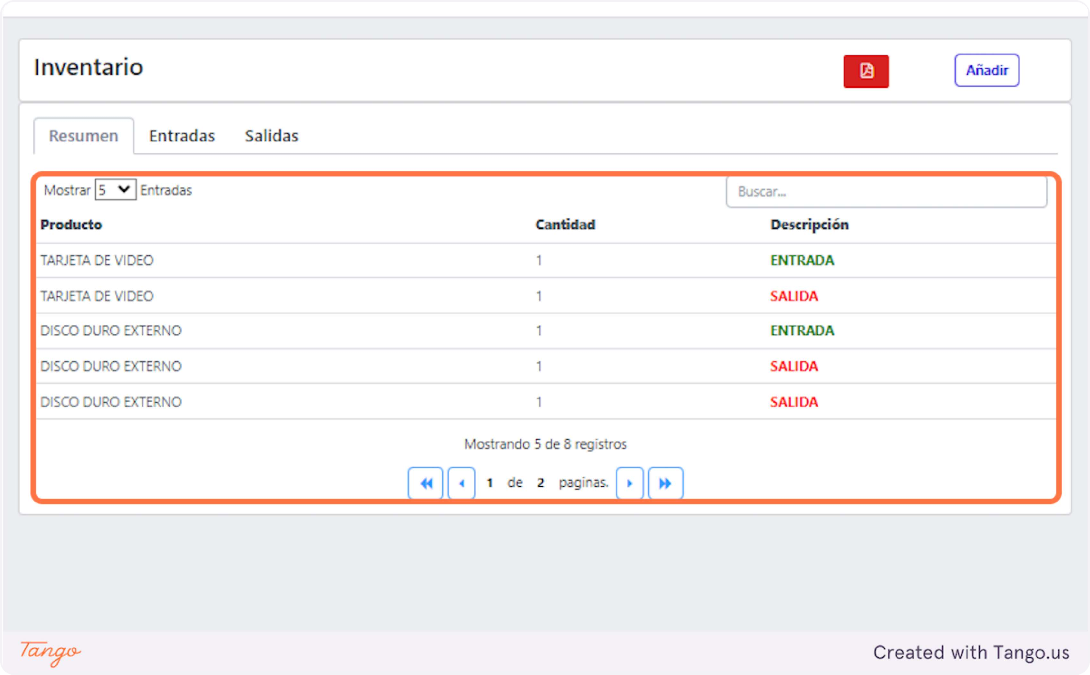 Inventario
Añadir
Resumen Entradas Salidas
Mostrar 5 Entradas
Buscar...
Producto Cantidad Descripción
TARJETA DE VIDEO 1 ENTRADA
TARJETA DE VIDEO 1 SALIDA
DISCO DURO EXTERNO 1 ENTRADA
DISCO DURO EXTERNO 1 SALIDA
DISCO DURO EXTERNO 1 SALIDA
Mostrando 5 de 8 registros
1 de 2 paginas.
Tango
Created with Tango.us